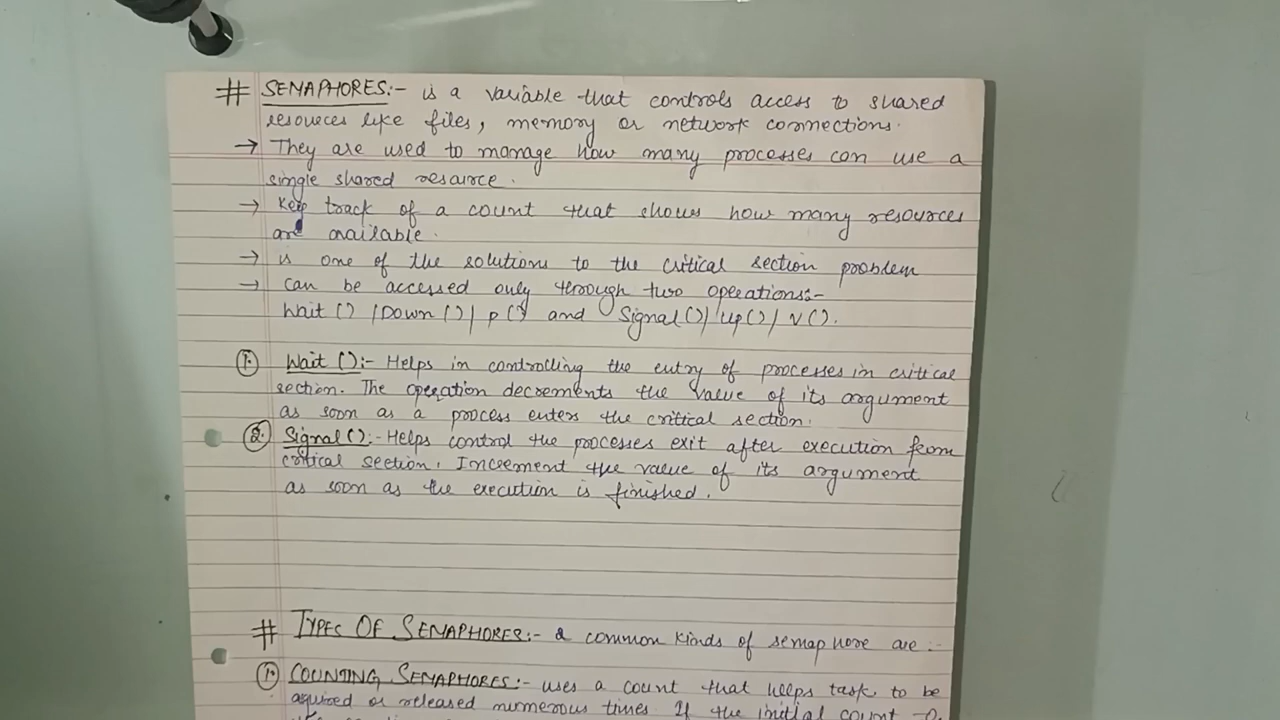 # SEMAPHORES:- is a variable that controls access to shared
resources like files, memory or network connections.
→ They are used to manage how many processes can use a
single shared resource.
→ Keep track of a count that shows how many resources
are available.
→ is one of the solutions to the critical section problem
→ can be accessed only through two operations:-
Wait () / Down () / P() and Signal() / Up() / V().
1. Wait ():- Helps in controlling the entry of processes in critical
section. The operation decrements the value of its argument
as soon as a process enters the critical section.
2. Signal():- Helps control the processes exit after execution from
critical section. Increment the value of its argument
as soon as the execution is finished.
# TYPES OF SEMAPHORES:- 2 common kinds of semaphore are :-
1. COUNTING SEMAPHORES:- uses a count that helps task to be
aquired or released numerous times. If the initial count =0,